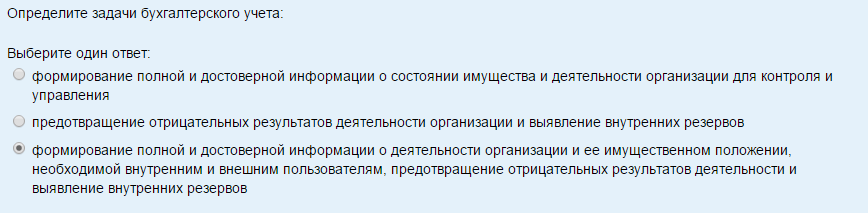 Определите задачи бухгалтерского учета:
Выберите один ответ:
формирование полной и достоверной информации о состоянии имущества и деятельности организации для контроля и
управления
предотвращение отрицательных результатов деятельности организации и выявление внутренних резервов
формирование полной и достоверной информации о деятельности организации и ее имущественном положении,
необходимой внутренним и внешним пользователям, предотвращение отрицательных результатов деятельности и
выявление внутренних резервов